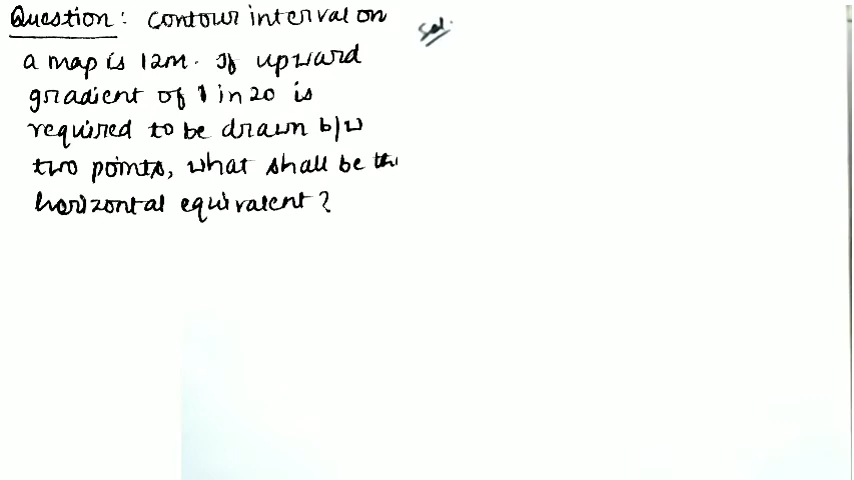 Question: contour interval on
a map is 12m. If upward
gradient of 1 in 20 is
required to be drawn b/w
two points, what shall be the
horizontal equivalent?
Sol.